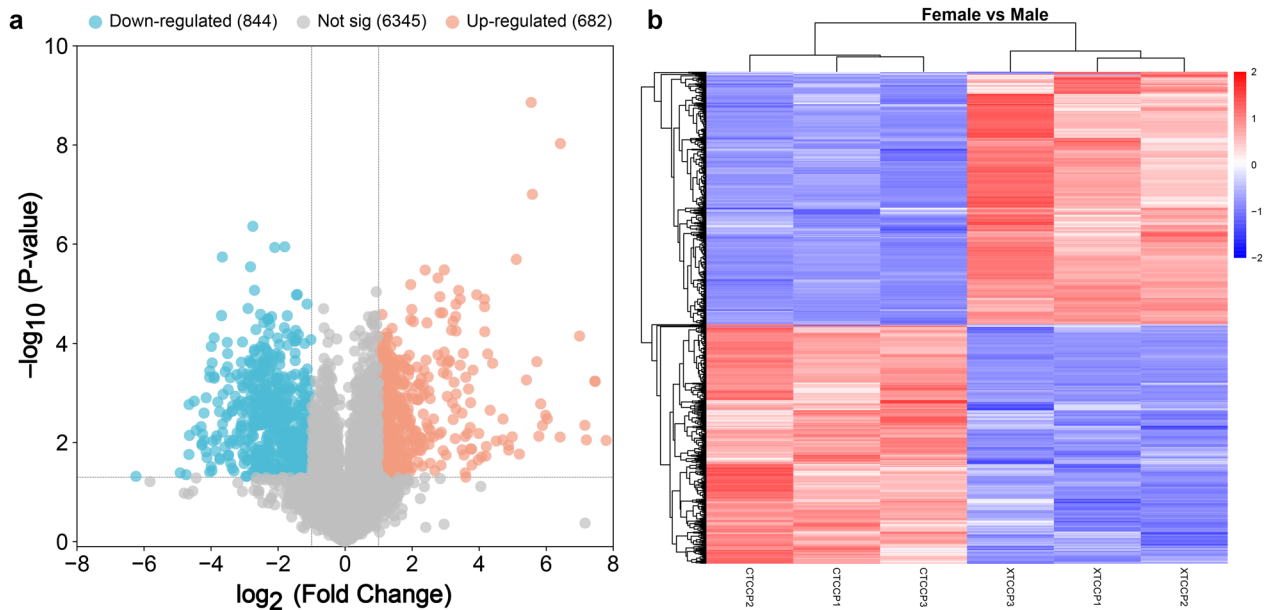 a
Down-regulated (844) Not sig (6345) Up-regulated (682)
10
8
6
4
2
0
−log10 (P-value)
−8 −6 −4 −2 0 2 4 6 8
log2 (Fold Change)
b
Female vs Male
2
1
0
−1
−2
CTCCP2 CTCCP1 CTCCP3 XTCCP3 XTCCP1 XTCCP2